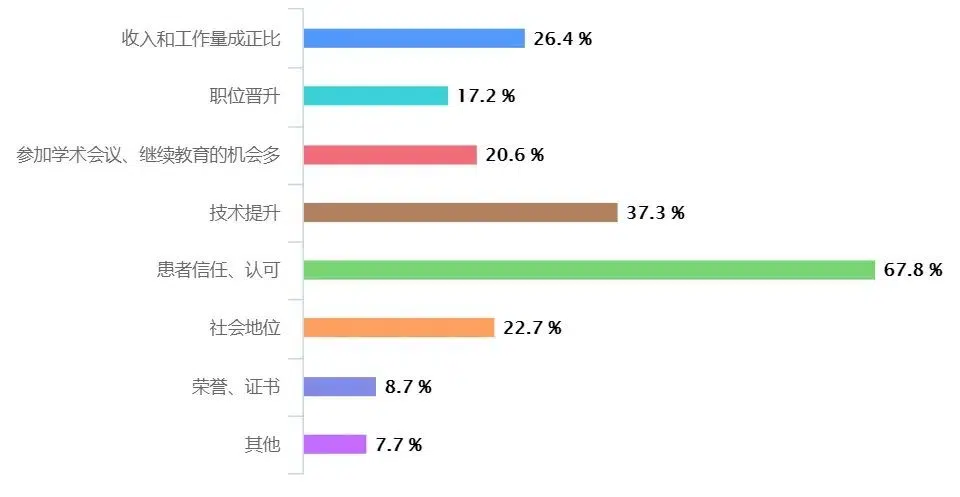 收入和工作量成正比 26.4 %
职位晋升 17.2 %
参加学术会议、继续教育的机会多 20.6 %
技术提升 37.3 %
患者信任、认可 67.8 %
社会地位 22.7 %
荣誉、证书 8.7 %
其他 7.7 %